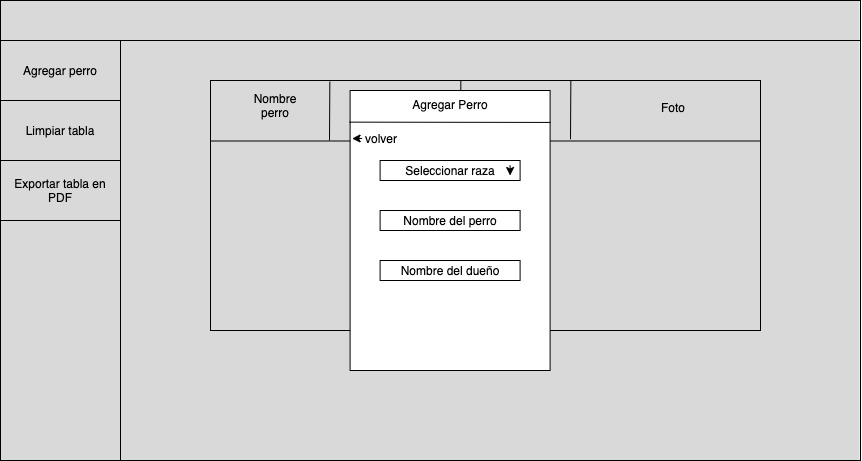 Agregar perro
Limpiar tabla
Exportar tabla en
PDF
Nombre
perro
Foto
Agregar Perro
volver
Seleccionar raza
Nombre del perro
Nombre del dueño